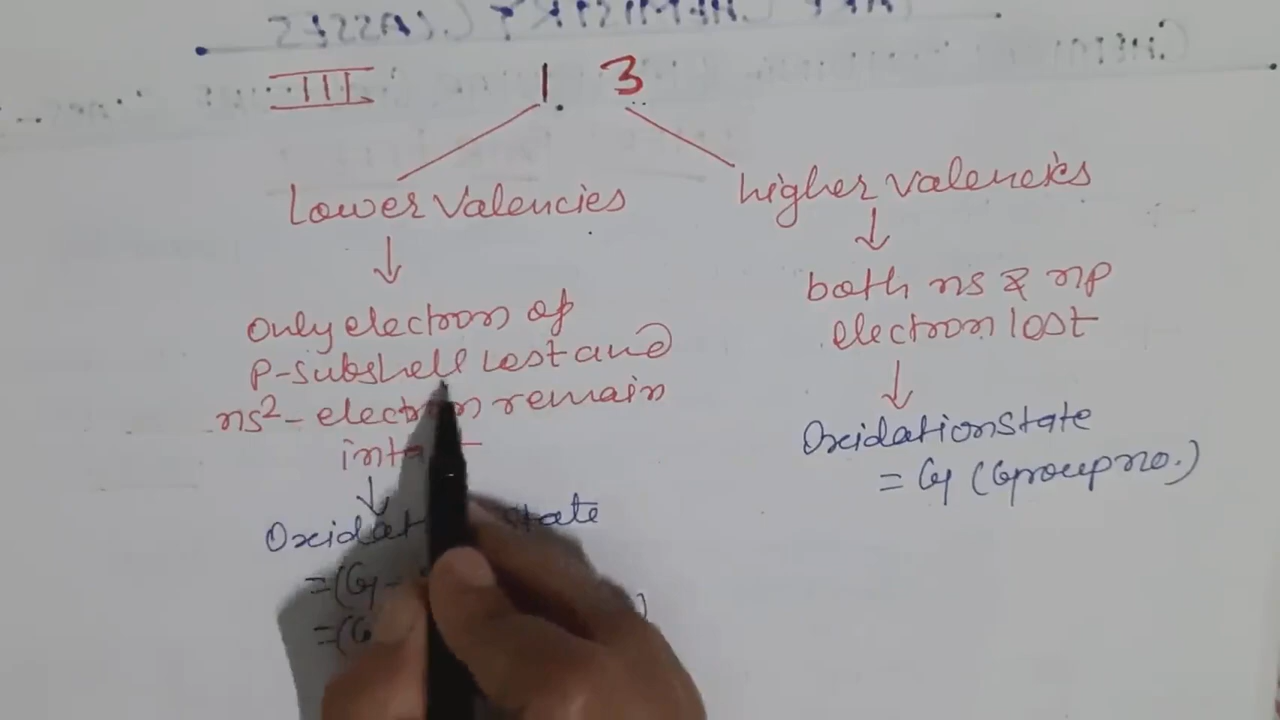 III 1 3
Lower Valencies
higher valencies
Only electron of
P-subshell lost and
ns²- electron remain
both ns & np
electron lost
Oxidation State
= G (Group no.)
State
= (G -
= (G